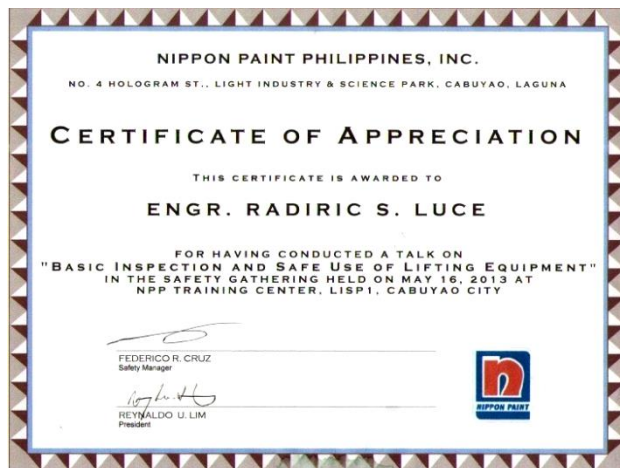 NIPPON PAINT PHILIPPINES, INC.
NO. 4 HOLOGRAM ST., LIGHT INDUSTRY & SCIENCE PARK, CABUYAO, LAGUNA
CERTIFICATE OF APPRECIATION
THIS CERTIFICATE IS AWARDED TO
ENGR. RADIRIC S. LUCE
FOR HAVING CONDUCTED A TALK ON
"BASIC INSPECTION AND SAFE USE OF LIFTING EQUIPMENT"
IN THE SAFETY GATHERING HELD ON MAY 16, 2013 AT
NPP TRAINING CENTER, LISP1, CABUYAO CITY
FEDERICO R. CRUZ
Safety Manager
REYNALDO U. LIM
President
n
NIPPON PAINT